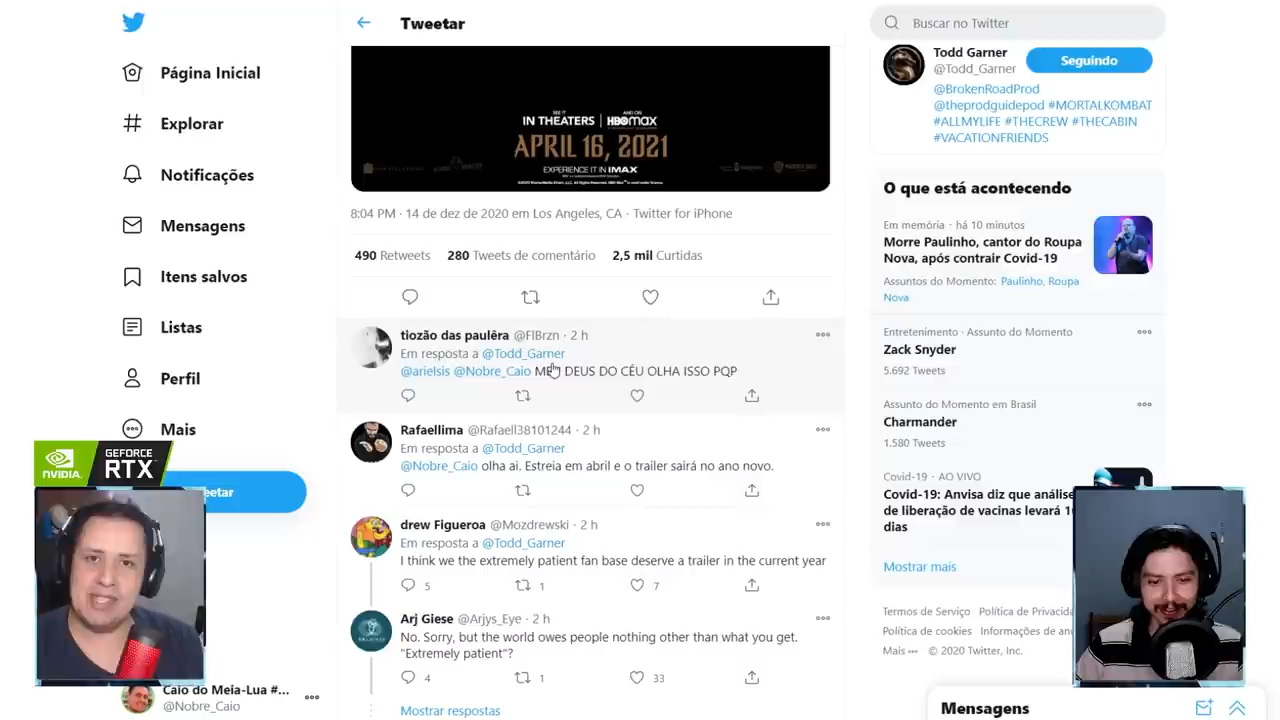 Página Inicial
Explorar
Notificações
Mensagens
Itens salvos
Listas
Perfil
Mais
NVIDIA.
GEFORCE
RTX
Caio do Meia-Lua #...
@Nobre_Caio
Tweetar
SEE IT
IN THEATERS
AND ON
HBOMAX
APRIL 16, 2021
EXPERIENCE IT IN IMAX
8:04 PM · 14 de dez de 2020 em Los Angeles, CA · Twitter for iPhone
490 Retweets 280 Tweets de comentário 2,5 mil Curtidas
tiozão das paulêra @FlBrzn · 2 h
Em resposta a @Todd_Garner
@arielsis @Nobre_Caio DEUS DO CÉU OLHA ISSO PQP
Rafaellima @Rafaell38101244 · 2 h
Em resposta a @Todd_Garner
@Nobre_Caio olha ai. Estreia em abril e o trailer sairá no ano novo.
drew Figueroa @Mozdrewski · 2 h
Em resposta a @Todd_Garner
I think we the extremely patient fan base deserve a trailer in the current year
5 1 7
Arj Giese @Arjys_Eye · 2 h
No. Sorry, but the world owes people nothing other than what you get.
"Extremely patient"?
4 1 33
Mostrar respostas
Buscar no Twitter
Todd Garner
@Todd_Garner
Seguindo
@BrokenRoadProd
@theprodguidepod #MORTALKOMBAT
#ALLMYLIFE #THECREW #THECABIN
#VACATIONFRIENDS
O que está acontecendo
Em memória · há 10 minutos
Morre Paulinho, cantor do Roupa
Nova, após contrair Covid-19
Assuntos do Momento: Paulinho, Roupa
Nova
Entretenimento · Assunto do Momento
Zack Snyder
5.692 Tweets
Assunto do Momento em Brasil
Charmander
1.580 Tweets
Covid-19 · AO VIVO
Covid-19: Anvisa diz que análise
de liberação de vacinas levará
dias
Mostrar mais
Termos de Serviço Política de
Política de cookies Informações de
Mais © 2020 Twitter, Inc.
Mensagens